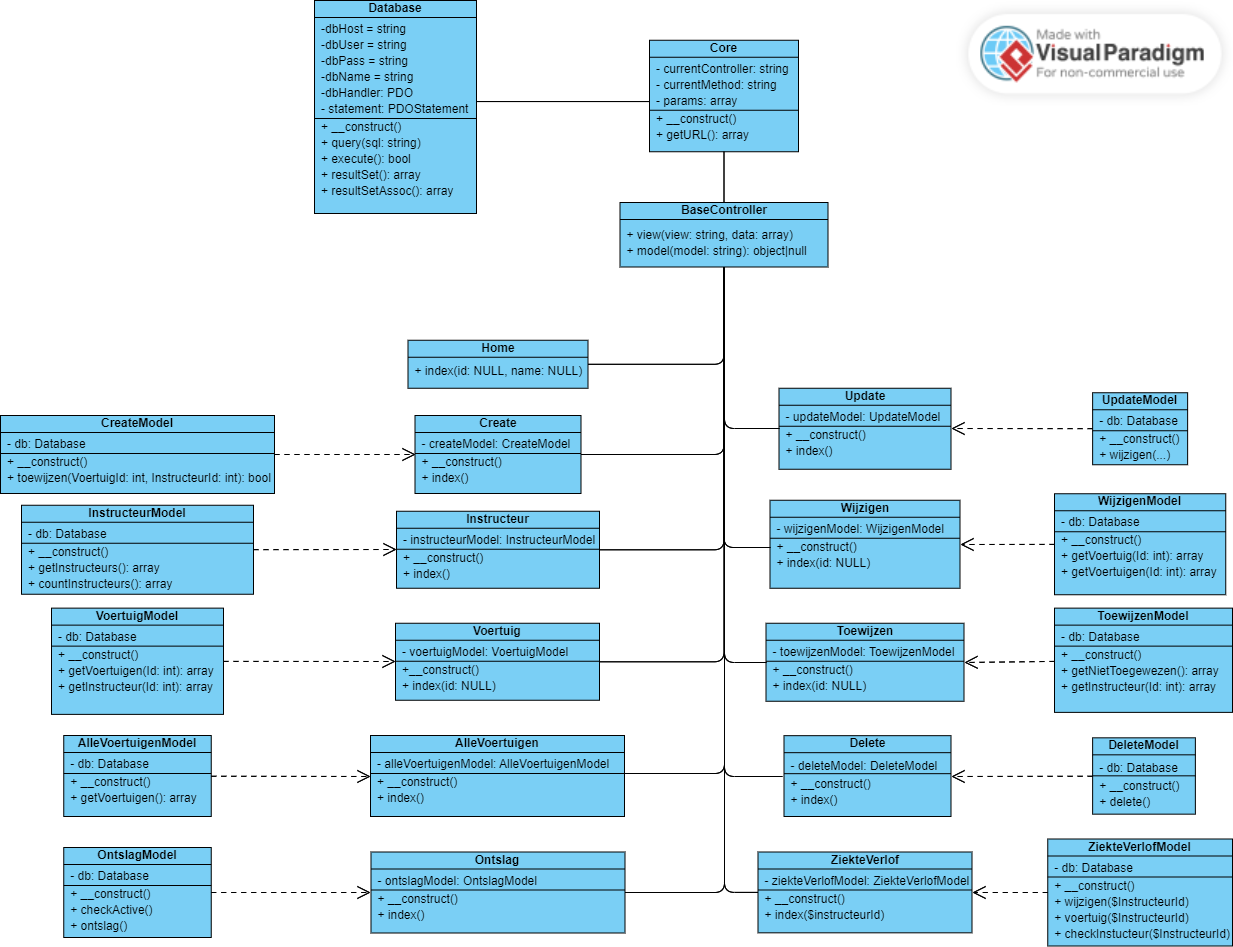 Database
-dbHost = string
-dbUser = string
-dbPass = string
-dbName = string
-dbHandler: PDO
- statement: PDOStatement
+ __construct()
+ query(sql: string)
+ execute(): bool
+ resultSet(): array
+ resultSetAssoc(): array
Core
- currentController: string
- currentMethod: string
- params: array
+ __construct()
+ getURL(): array
Made with
VisualParadigm
For non-commercial use
BaseController
+ view(view: string, data: array)
+ model(model: string): object|null
Home
+ index(id: NULL, name: NULL)
CreateModel
- db: Database
+ __construct()
+ toewijzen(VoertuigId: int, InstructeurId: int): bool
Create
- createModel: CreateModel
+ __construct()
+ index()
Update
- updateModel: UpdateModel
+ __construct()
+ index()
UpdateModel
- db: Database
+ __construct()
+ wijzigen(...)
InstructeurModel
- db: Database
+ __construct()
+ getInstructeurs(): array
+ countInstructeurs(): array
Instructeur
- instructeurModel: InstructeurModel
+ __construct()
+ index()
Wijzigen
- wijzigenModel: WijzigenModel
+ __construct()
+ index(id: NULL)
WijzigenModel
- db: Database
+ __construct()
+ getVoertuig(Id: int): array
+ getVoertuigen(Id: int): array
VoertuigModel
- db: Database
+ __construct()
+ getVoertuigen(Id: int): array
+ getInstructeur(Id: int): array
Voertuig
- voertuigModel: VoertuigModel
+__construct()
+ index(id: NULL)
Toewijzen
- toewijzenModel: ToewijzenModel
+ __construct()
+ index(id: NULL)
ToewijzenModel
- db: Database
+ __construct()
+ getNietToegewezen(): array
+ getInstructeur(Id: int): array
AlleVoertuigenModel
- db: Database
+ __construct()
+ getVoertuigen(): array
AlleVoertuigen
- alleVoertuigenModel: AlleVoertuigenModel
+ __construct()
+ index()
Delete
- deleteModel: DeleteModel
+ __construct()
+ index()
DeleteModel
- db: Database
+ __construct()
+ delete()
OntslagModel
- db: Database
+ __construct()
+ checkActive()
+ ontslag()
Ontslag
- ontslagModel: OntslagModel
+ __construct()
+ index()
ZiekteVerlof
- ziekteVerlofModel: ZiekteVerlofModel
+ __construct()
+ index($instructeurId)
ZiekteVerlofModel
- db: Database
+ __construct()
+ wijzigen($InstructeurId)
+ voertuig($InstructeurId)
+ checkInstucteur($InstructeurId)